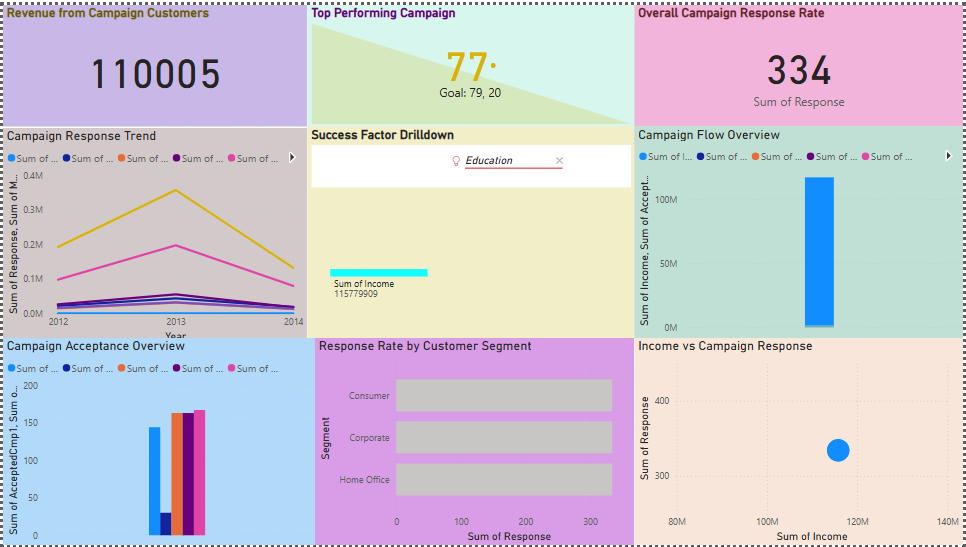 Revenue from Campaign Customers
110005
Top Performing Campaign
77
Goal: 79, 20
Overall Campaign Response Rate
334
Sum of Response
Campaign Response Trend
Sum of ... Sum of ... Sum of ... Sum of ... Sum of ...
Sum of Response, Sum of M...
0.4M
0.3M
0.2M
0.1M
0.0M
2012 2013 2014
Year
Success Factor Drilldown
Education
Sum of Income
115779909
Campaign Flow Overview
Sum of I... Sum of ... Sum of ... Sum of ... Sum of ...
Sum of Income, Sum of Accept...
100M
50M
0M
Campaign Acceptance Overview
Sum of ... Sum of ... Sum of ... Sum of ... Sum of ...
Sum of AcceptedCmp1, Sum o...
200
150
100
50
0
Response Rate by Customer Segment
Segment
Consumer
Corporate
Home Office
0 100 200 300
Sum of Response
Income vs Campaign Response
Sum of Response
400
300
80M 100M 120M 140M
Sum of Income